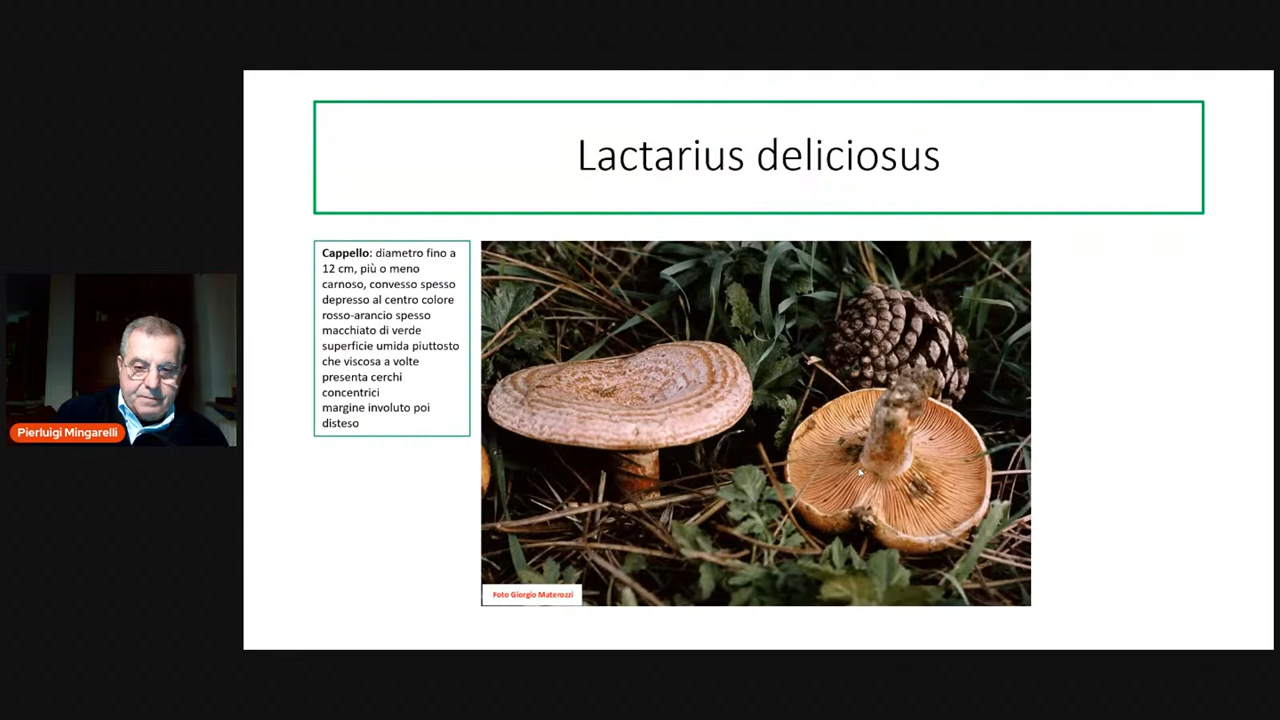 Lactarius deliciosus
Cappello: diametro fino a
12 cm, più o meno
carnoso, convesso spesso
depresso al centro colore
rosso-arancio spesso
macchiato di verde
superficie umida piuttosto
che viscosa a volte
presenta cerchi
concentrici
margine involuto poi
disteso
Pierluigi Mingarelli
Foto Giorgio Materozzi